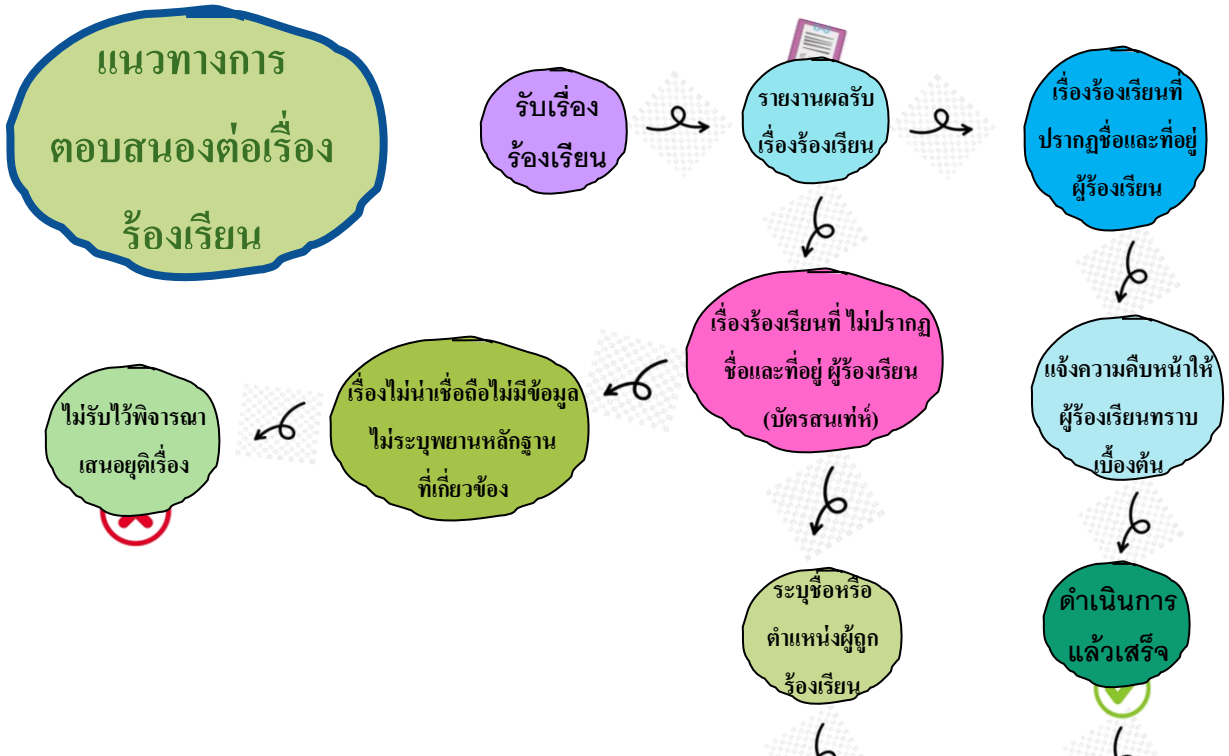 แนวทางการ
ตอบสนองต่อเรื่อง
ร้องเรียน
รับเรื่อง
ร้องเรียน
รายงานผลรับ
เรื่องร้องเรียน
เรื่องร้องเรียนที่
ปรากฏชื่อและที่อยู่
ผู้ร้องเรียน
เรื่องร้องเรียนที่ ไม่ปรากฏ
ชื่อและที่อยู่ ผู้ร้องเรียน
(บัตรสนเท่ห์)
แจ้งความคืบหน้าให้
ผู้ร้องเรียนทราบ
เบื้องต้น
เรื่องไม่น่าเชื่อถือไม่มีข้อมูล
ไม่ระบุพยานหลักฐาน
ที่เกี่ยวข้อง
ไม่รับไว้พิจารณา
เสนอยุติเรื่อง
ระบุชื่อหรือ
ตำแหน่งผู้ถูก
ร้องเรียน
ดำเนินการ
แล้วเสร็จ